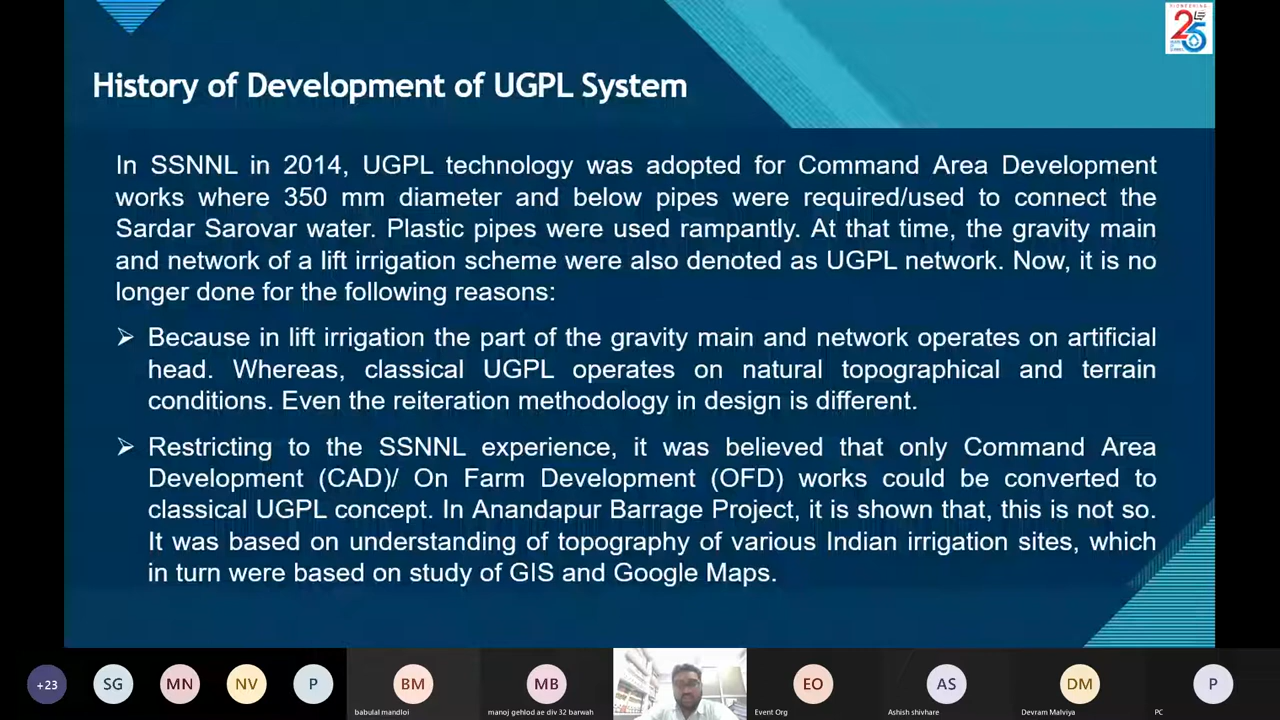 PIONEERING
25
History of Development of UGPL System
In SSNNL in 2014, UGPL technology was adopted for Command Area Development
works where 350 mm diameter and below pipes were required/used to connect the
Sardar Sarovar water. Plastic pipes were used rampantly. At that time, the gravity main
and network of a lift irrigation scheme were also denoted as UGPL network. Now, it is no
longer done for the following reasons:
➢ Because in lift irrigation the part of the gravity main and network operates on artificial
head. Whereas, classical UGPL operates on natural topographical and terrain
conditions. Even the reiteration methodology in design is different.
➢ Restricting to the SSNNL experience, it was believed that only Command Area
Development (CAD)/ On Farm Development (OFD) works could be converted to
classical UGPL concept. In Anandapur Barrage Project, it is shown that, this is not so.
It was based on understanding of topography of various Indian irrigation sites, which
in turn were based on study of GIS and Google Maps.
+23 SG MN NV P BM MB EO AS DM P
babulal mandloi manoj gehlod ae div 32 barwah Event Org Ashish shivhare Devram Malviya PC